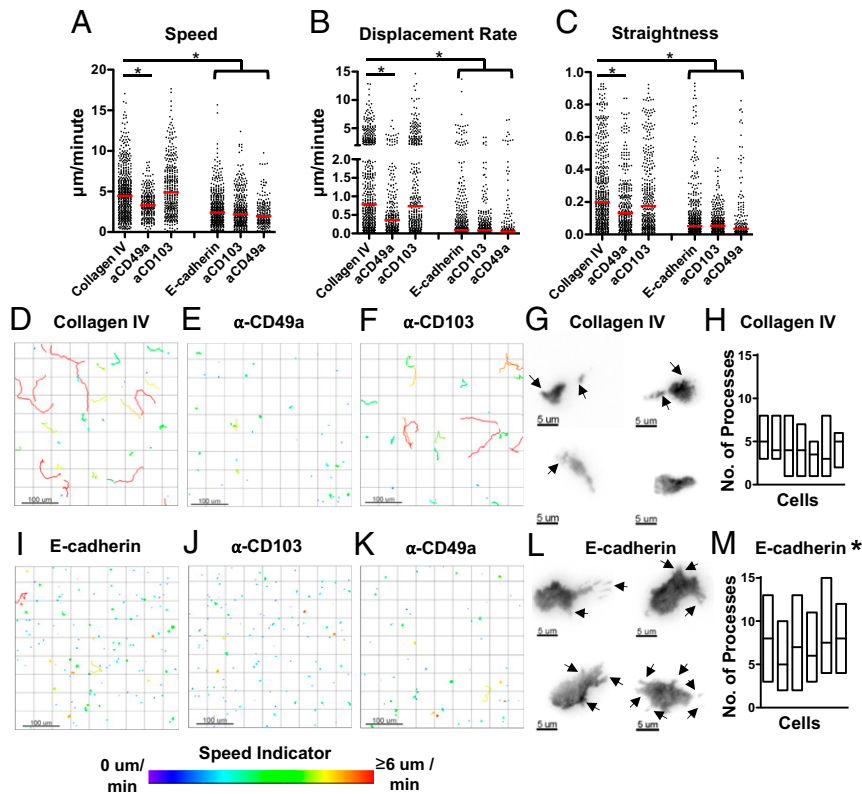 A Speed
B Displacement Rate
C Straightness
*
*
*
*
*
*
µm/minute
20
15
10
5
0
Collagen IV
aCD49a
aCD103
E-cadherin
aCD103
aCD49a
µm/minute
15
10
5
2.0
1.5
1.0
0.5
0.0
Collagen IV
aCD49a
aCD103
E-cadherin
aCD103
aCD49a
1.0
0.8
0.6
0.4
0.2
0.0
Collagen IV
aCD49a
aCD103
E-cadherin
aCD103
aCD49a
D Collagen IV
100 um
E α-CD49a
100 um
F α-CD103
100 um
G Collagen IV
5 um
5 um
5 um
5 um
H Collagen IV
No. of Processes
15
10
5
0
Cells
I E-cadherin
100 um
J α-CD103
100 um
K α-CD49a
100 um
L E-cadherin
5 um
5 um
5 um
5 um
M E-cadherin *
No. of Processes
15
10
5
0
Cells
Speed Indicator
0 um/
min
≥6 um /
min